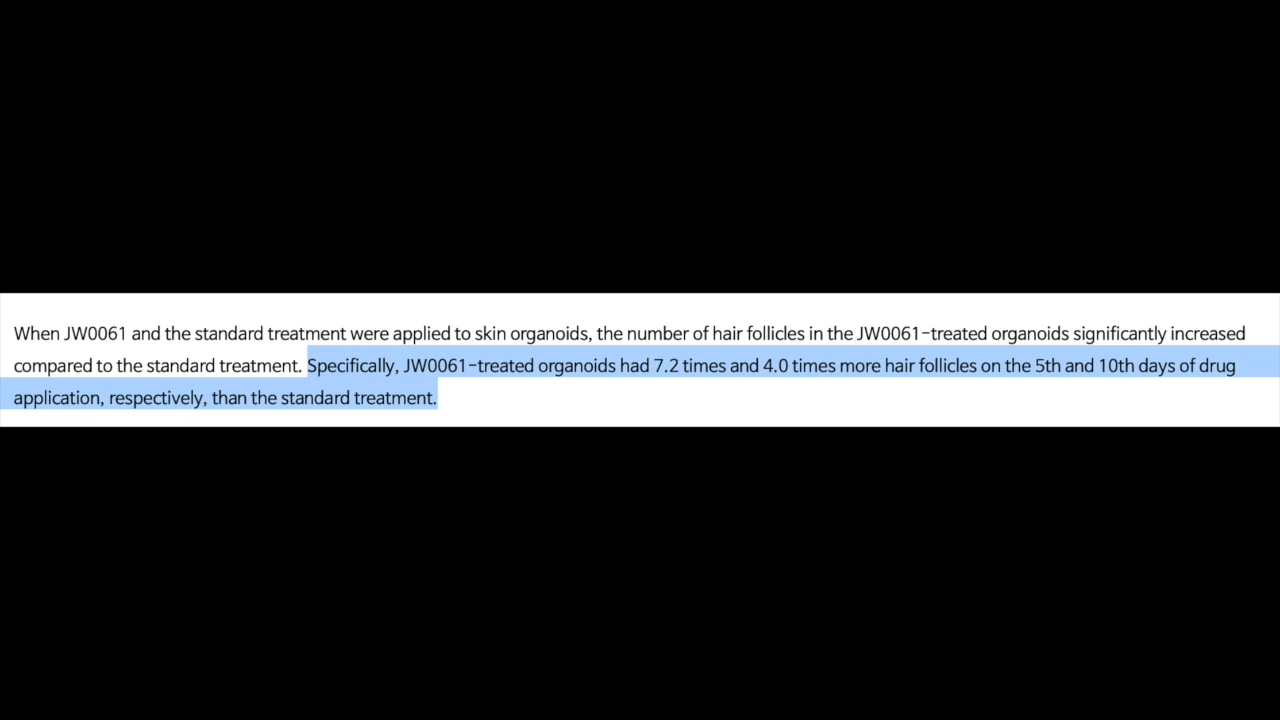 When JW0061 and the standard treatment were applied to skin organoids, the number of hair follicles in the JW0061-treated organoids significantly increased
compared to the standard treatment. Specifically, JW0061-treated organoids had 7.2 times and 4.0 times more hair follicles on the 5th and 10th days of drug
application, respectively, than the standard treatment.